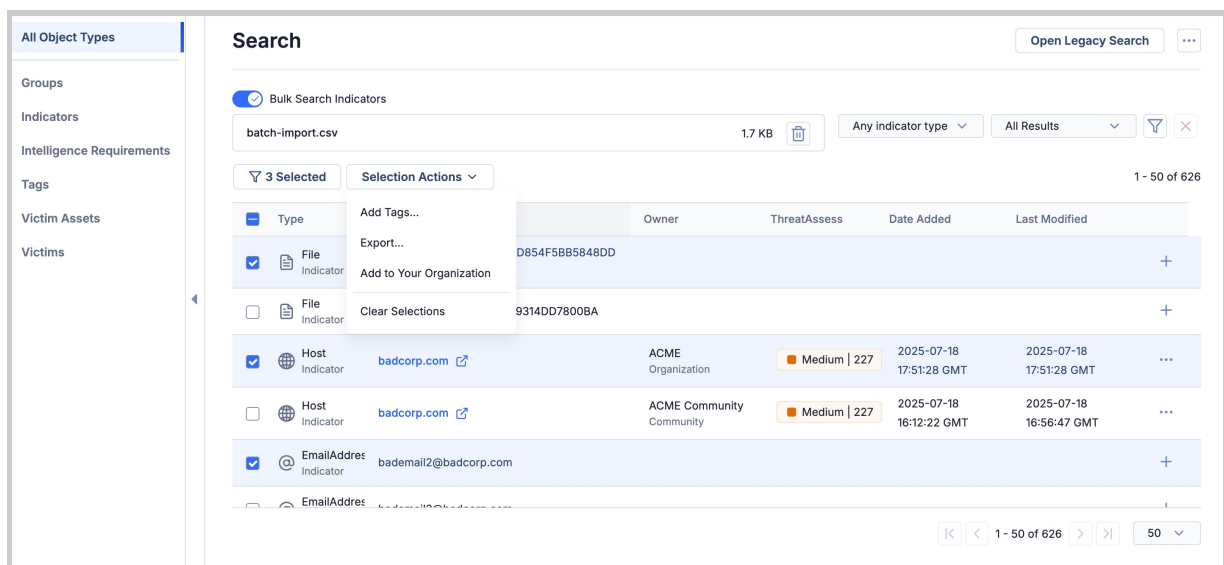 All Object Types
Groups
Indicators
Intelligence Requirements
Tags
Victim Assets
Victims
Search
Open Legacy Search
Bulk Search Indicators
batch-import.csv
1.7 KB
Any indicator type
All Results
3 Selected
Selection Actions
1 - 50 of 626
Add Tags...
Export...
Add to Your Organization
Clear Selections
Type
Owner
ThreatAssess
Date Added
Last Modified
File
Indicator
D854F5BB5848DD
File
Indicator
9314DD7800BA
Host
Indicator
badcorp.com
ACME
Organization
Medium | 227
2025-07-18
17:51:28 GMT
2025-07-18
17:51:28 GMT
Host
Indicator
badcorp.com
ACME Community
Community
Medium | 227
2025-07-18
16:12:22 GMT
2025-07-18
16:56:47 GMT
EmailAddres
Indicator
bademail2@badcorp.com
EmailAddres
1 - 50 of 626
50